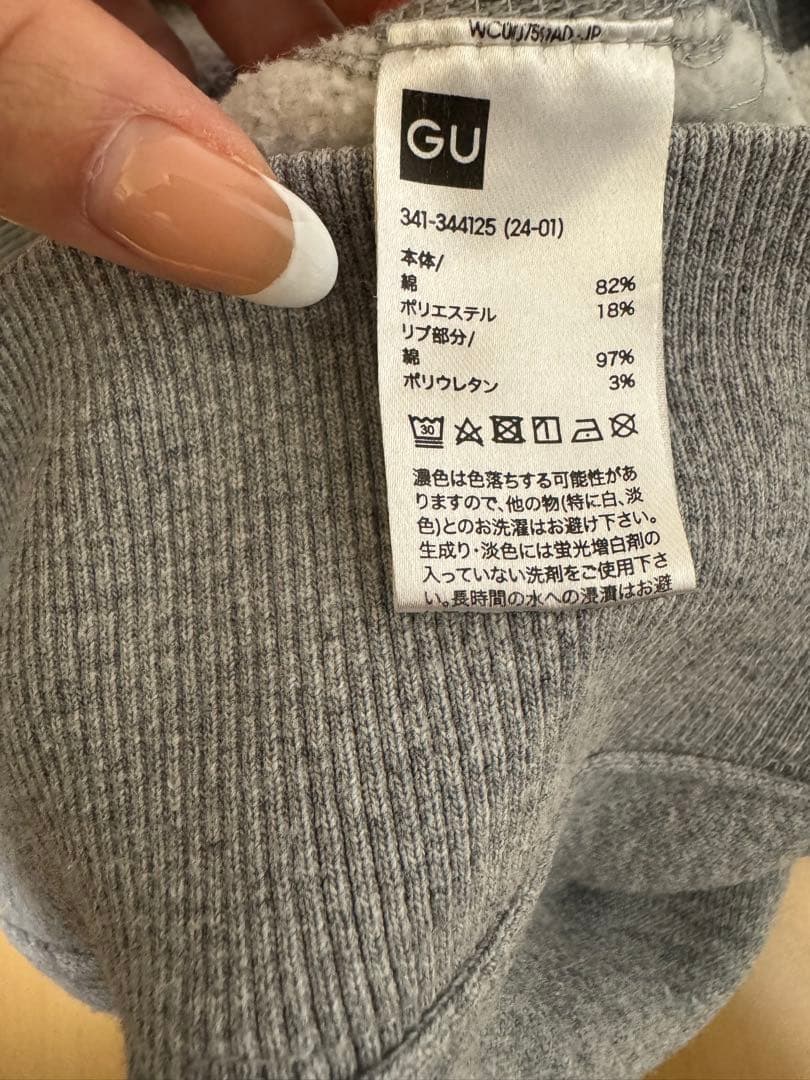 GU
341-344125 (24-01)
本体/
綿 82%
ポリエステル 18%
リブ部分/
綿 97%
ポリウレタン 3%
30
濃色は色落ちする可能性があ
りますので、他の物(特に白、淡
色)とのお洗濯はお避け下さい。
生成り・淡色には蛍光増白剤の
入っていない洗剤をご使用下さ
い。長時間の水への浸漬はお避